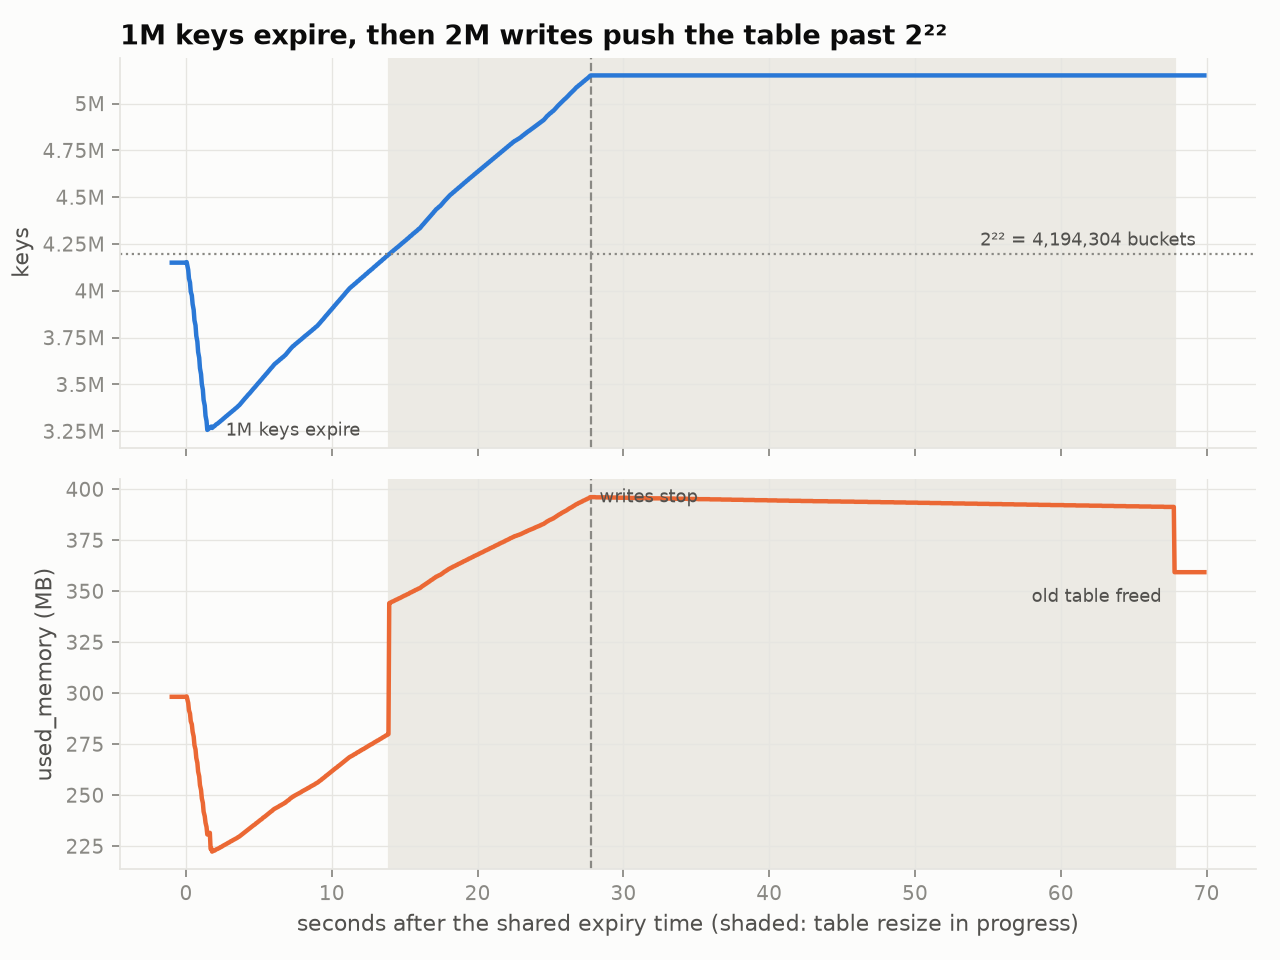 1M keys expire, then 2M writes push the table past 2²²
5M
4.75M
4.5M
4.25M
4M
3.75M
3.5M
3.25M
keys
2²² = 4,194,304 buckets
1M keys expire
400
375
350
325
300
275
250
225
used_memory (MB)
writes stop
old table freed
0 10 20 30 40 50 60 70
seconds after the shared expiry time (shaded: table resize in progress)